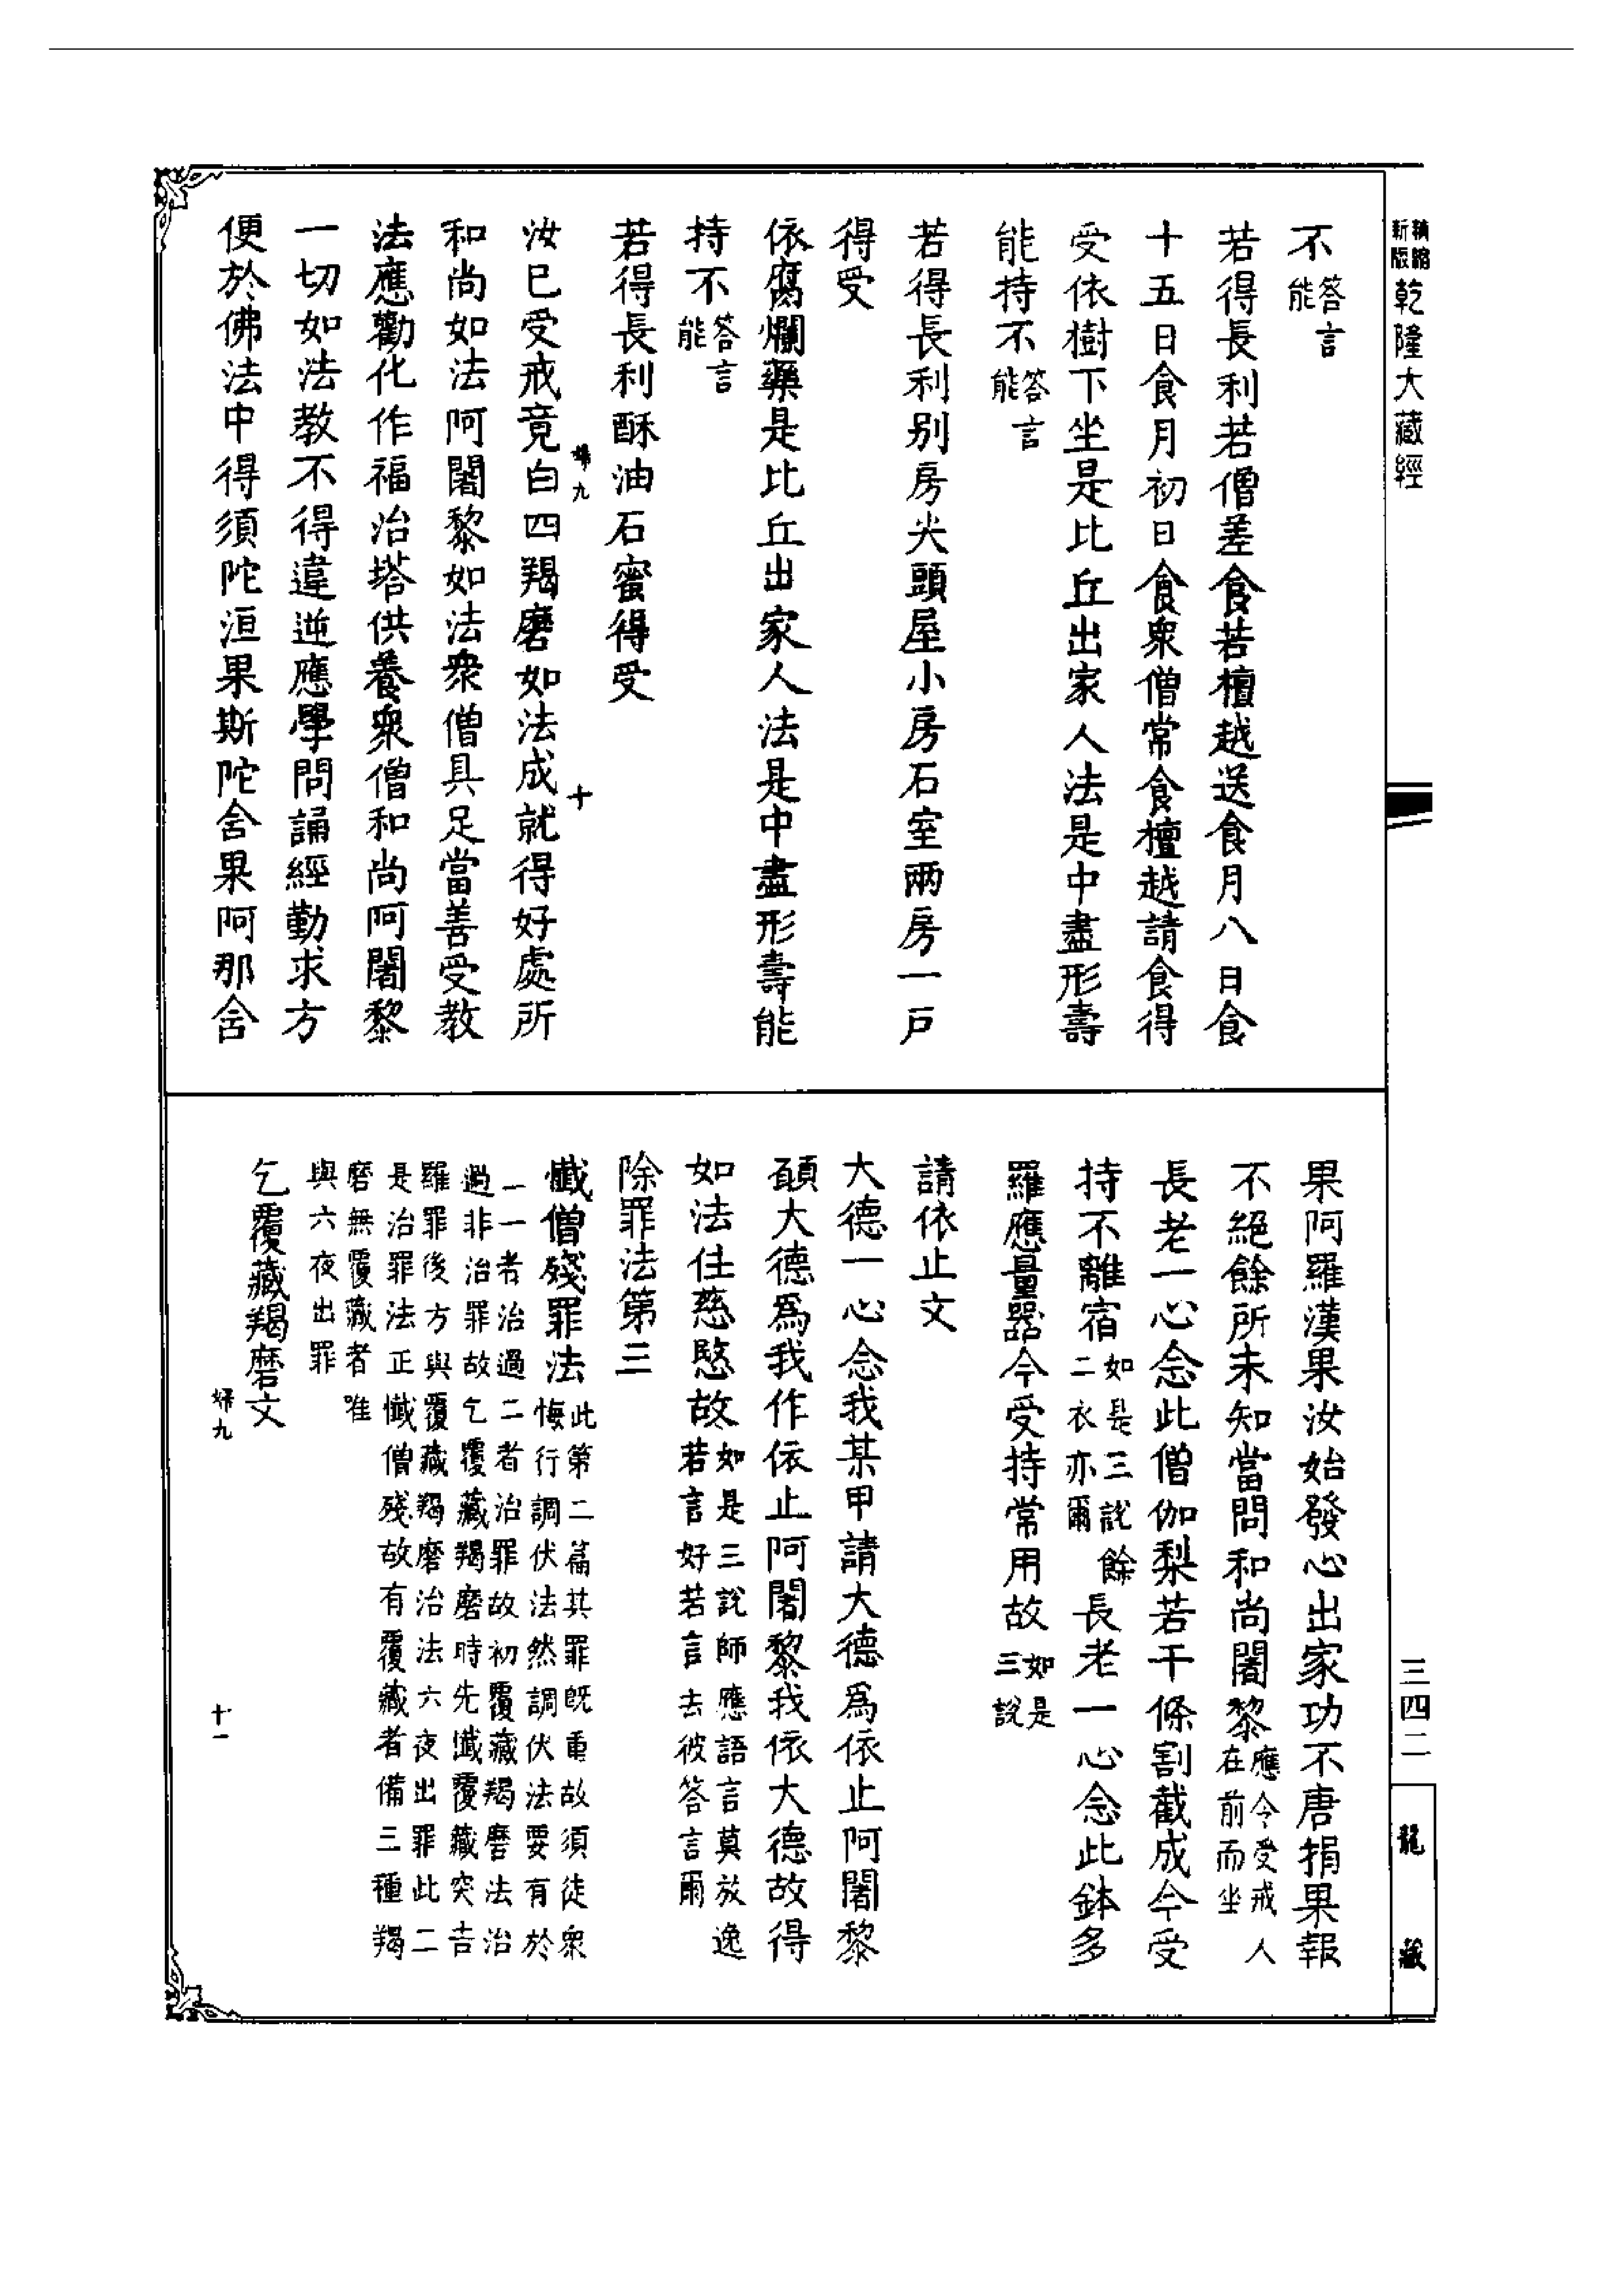 精縮
新版
乾隆大藏經
三四二
龍藏
不答言能
若得長利若僧差食若檀越送食月八日食
十五日食月初日食衆僧常食檀越請食得
受依樹下坐是比丘出家人法是中盡形壽
能持不答言能
若得長利别房尖頭屋小房石室兩房一戸
得受
依腐爛藥是比丘出家人法是中盡形壽能
持不答言能
若得長利酥油石蜜得受
婦九
十
汝已受戒竟白四羯磨如法成就得好處所
和尚如法阿闍黎如法衆僧具足當善受教
法應勸化作福治塔供養衆僧和尚阿闍黎
一切如法教不得違逆應學問誦經勤求方
便於佛法中得須陀洹果斯陀含果阿那含
果阿羅漢果汝始發心出家功不唐捐果報
不絕餘所未知當問和尚闍黎應令受戒人在前而坐
長老一心念此僧伽梨若干條割截成今受
持不離宿如是三說餘二衣亦爾長老一心念此鉢多
羅應量器今受持常用故如是三說
請依止文
大德一心念我某甲請大德爲依止阿闍黎
願大德爲我作依止阿闍黎我依大德故得
如法住慈愍故如是三說師應語言莫放逸若言好若言去彼答言爾
除罪法第三
懺僧殘罪法此第二篇其罪旣重故須徒衆悔行調伏法然調伏法要有於
一一者治過二者治罪故初覆藏羯磨法治
過非治罪故乞覆藏羯磨時先懺覆藏突吉
羅罪後方與覆藏羯磨治法六夜出罪此二
是治罪法正懺僧殘故有覆藏者備三種羯
磨無覆藏者唯
與六夜出罪
乞覆藏羯磨文
婦九
十一